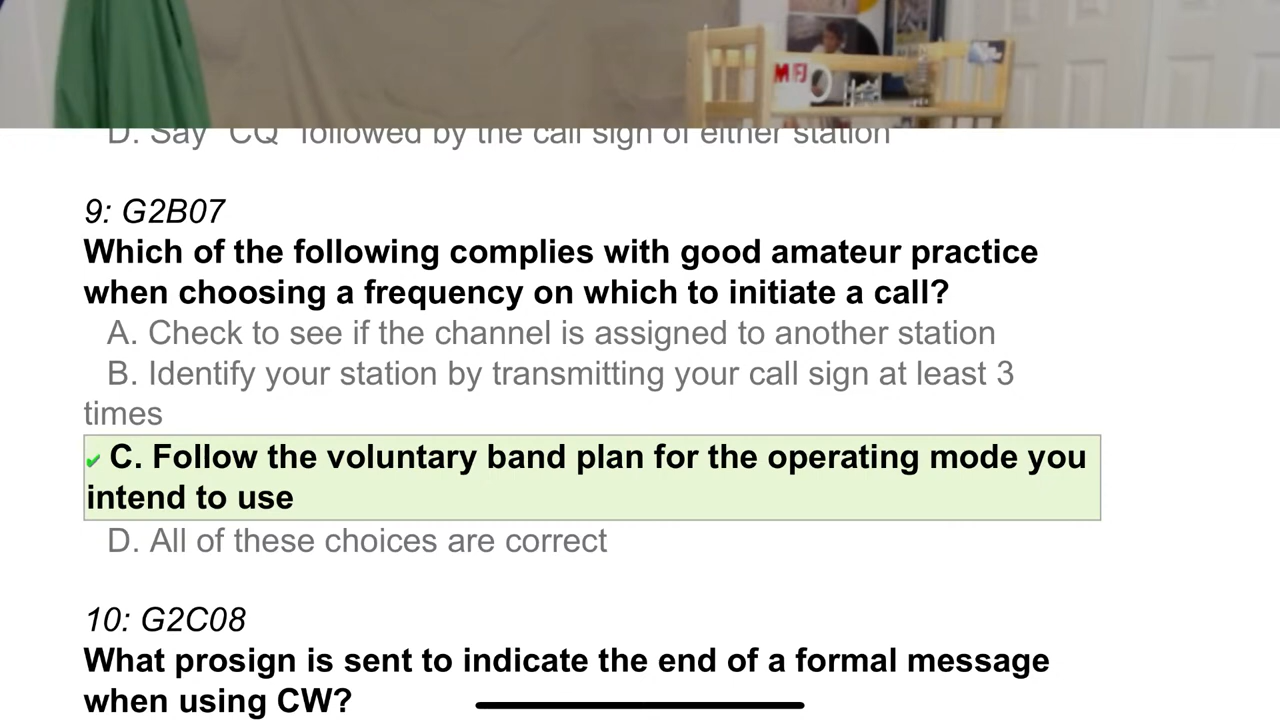 MFJ
D. Say "CQ" followed by the call sign of either station
9: G2B07
Which of the following complies with good amateur practice
when choosing a frequency on which to initiate a call?
A. Check to see if the channel is assigned to another station
B. Identify your station by transmitting your call sign at least 3
times
✔ C. Follow the voluntary band plan for the operating mode you
intend to use
D. All of these choices are correct
10: G2C08
What prosign is sent to indicate the end of a formal message
when using CW?